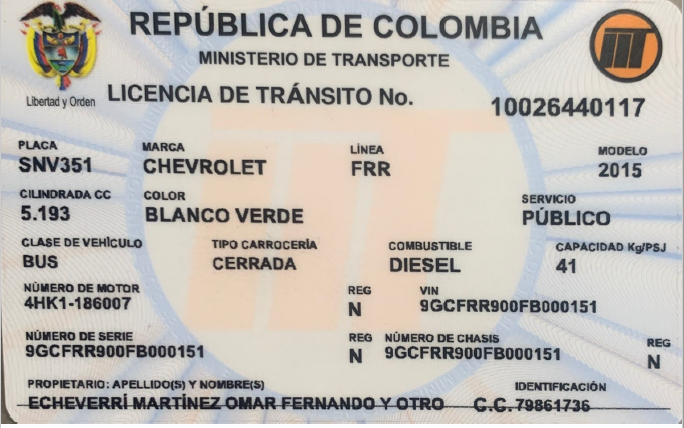 REPÚBLICA DE COLOMBIA
MINISTERIO DE TRANSPORTE
Libertad y Orden
LICENCIA DE TRÁNSITO No. 10026440117
PLACA MARCA LÍNEA MODELO
SNV351 CHEVROLET FRR 2015
CILINDRADA CC COLOR SERVICIO
5.193 BLANCO VERDE PÚBLICO
CLASE DE VEHÍCULO TIPO CARROCERÍA COMBUSTIBLE CAPACIDAD Kg/PSJ
BUS CERRADA DIESEL 41
NÚMERO DE MOTOR REG VIN
4HK1-186007 N 9GCFRR900FB000151
NÚMERO DE SERIE REG NÚMERO DE CHASIS REG
9GCFRR900FB000151 N 9GCFRR900FB000151 N
PROPIETARIO: APELLIDO(S) Y NOMBRE(S) IDENTIFICACIÓN
ECHEVERRÍ MARTÍNEZ OMAR FERNANDO Y OTRO C.C. 79861736